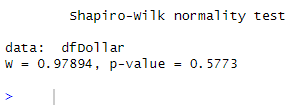 Shapiro-Wilk normality test
data:  dfDollar
W = 0.97894, p-value = 0.5773
>